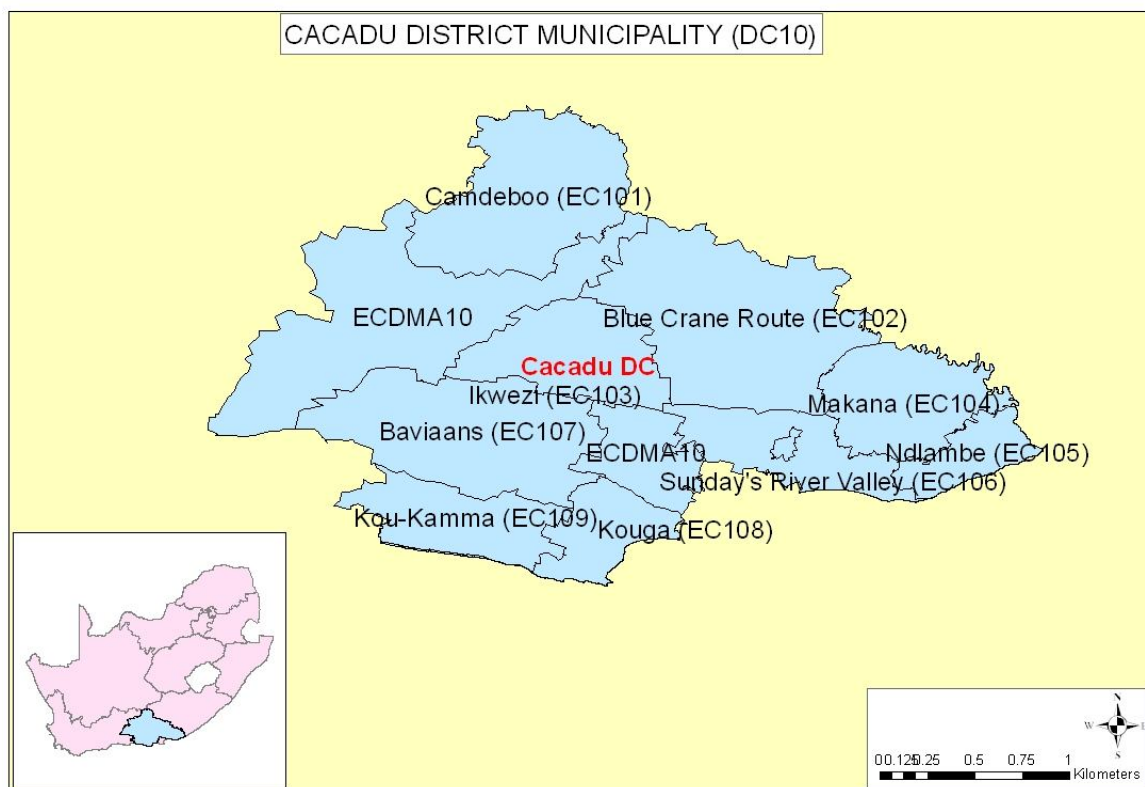 CACADU DISTRICT MUNICIPALITY (DC10)
Camdeboo (EC101)
ECDMA10
Blue Crane Route (EC102)
Cacadu DC
Ikwezi (EC103)
Makana (EC104)
Baviaans (EC107)
ECDMA10
Ndlambe (EC105)
Sunday's River Valley (EC106)
Kou-Kamma (EC109)
Kouga (EC108)
N
W E
S
0 0.125 0.25 0.5 0.75 1
Kilometers